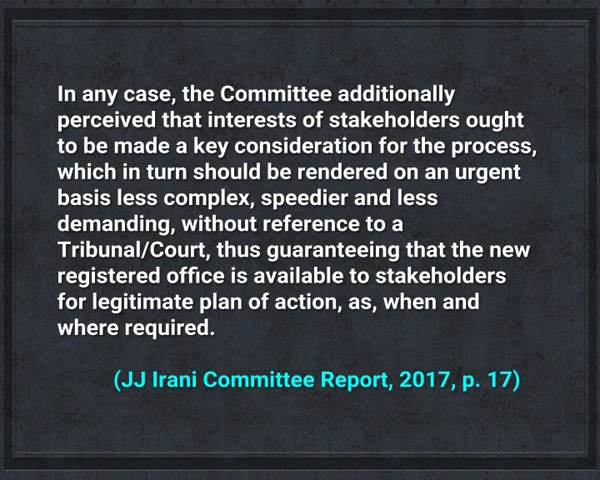 In any case, the Committee additionally
perceived that interests of stakeholders ought
to be made a key consideration for the process,
which in turn should be rendered on an urgent
basis less complex, speedier and less
demanding, without reference to a
Tribunal/Court, thus guaranteeing that the new
registered office is available to stakeholders
for legitimate plan of action, as, when and
where required.
(JJ Irani Committee Report, 2017, p. 17)